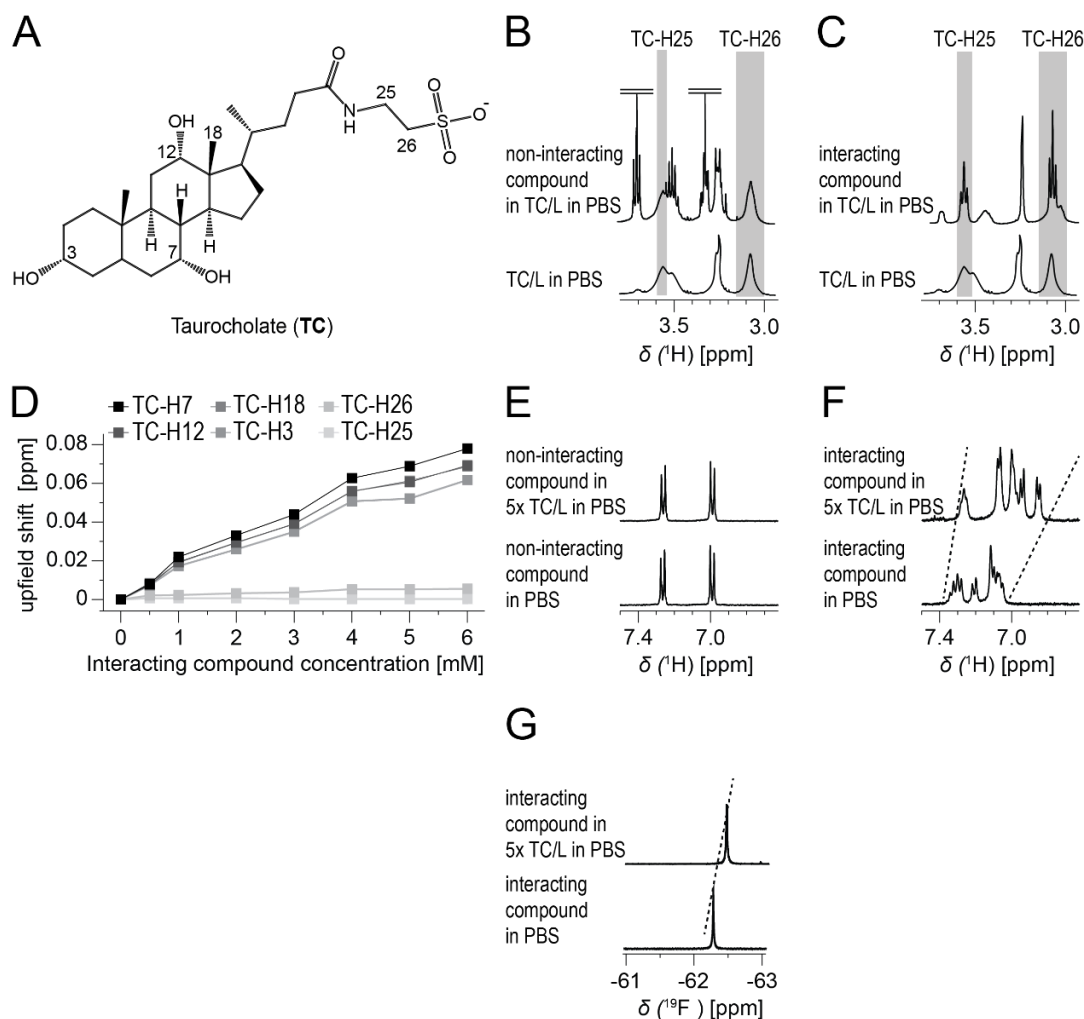 A
O
25
N
H
26
S
O⁻
O
O
OH
12
18
H
H
H
3
7
HO
OH
Taurocholate (TC)
B
TC-H25
TC-H26
non-interacting
compound
in TC/L in PBS
TC/L in PBS
3.5
3.0
δ (¹H) [ppm]
C
TC-H25
TC-H26
interacting
compound
in TC/L in PBS
TC/L in PBS
3.5
3.0
δ (¹H) [ppm]
D
TC-H7
TC-H18
TC-H26
TC-H12
TC-H3
TC-H25
upfield shift [ppm]
0.08
0.06
0.04
0.02
0
0 1 2 3 4 5 6
Interacting compound concentration [mM]
E
non-interacting
compound in
5x TC/L in PBS
non-interacting
compound
in PBS
7.4
7.0
δ (¹H) [ppm]
F
interacting
compound in
5x TC/L in PBS
interacting
compound
in PBS
7.4
7.0
δ (¹H) [ppm]
G
interacting
compound in
5x TC/L in PBS
interacting
compound
in PBS
-61
-62
-63
δ (¹⁹F ) [ppm]